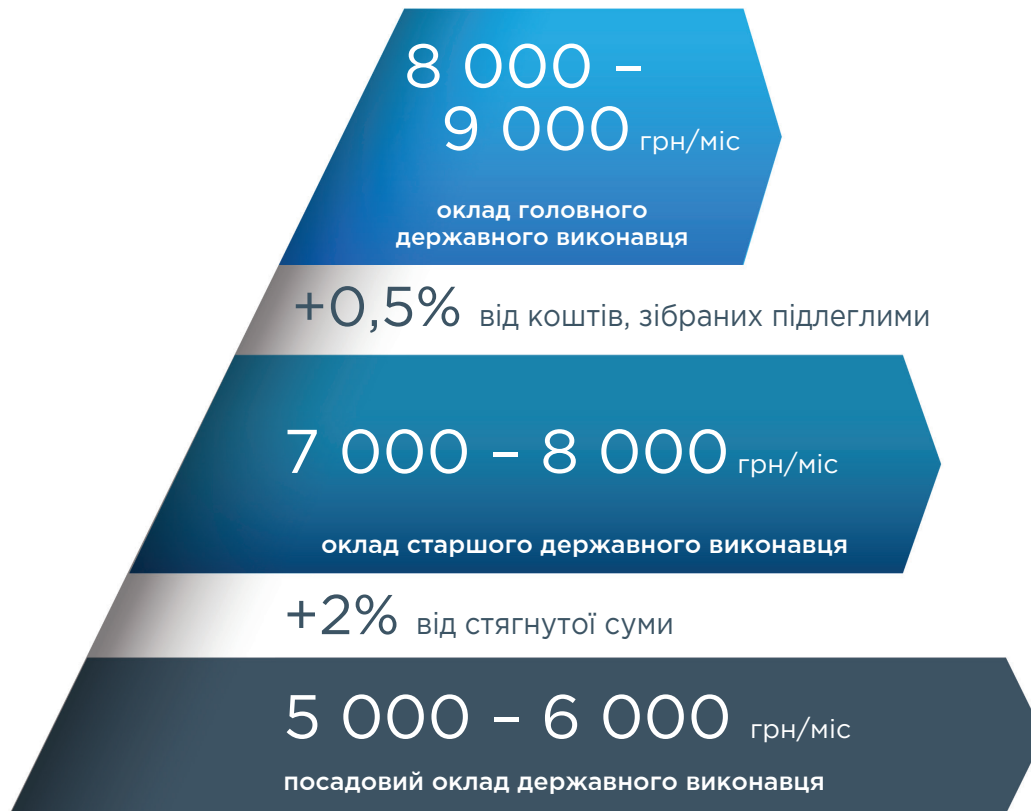 8 000 –
9 000 грн/міс
оклад головного
державного виконавця
+0,5% від коштів, зібраних підлеглими
7 000 – 8 000 грн/міс
оклад старшого державного виконавця
+2% від стягнутої суми
5 000 – 6 000 грн/міс
посадовий оклад державного виконавця